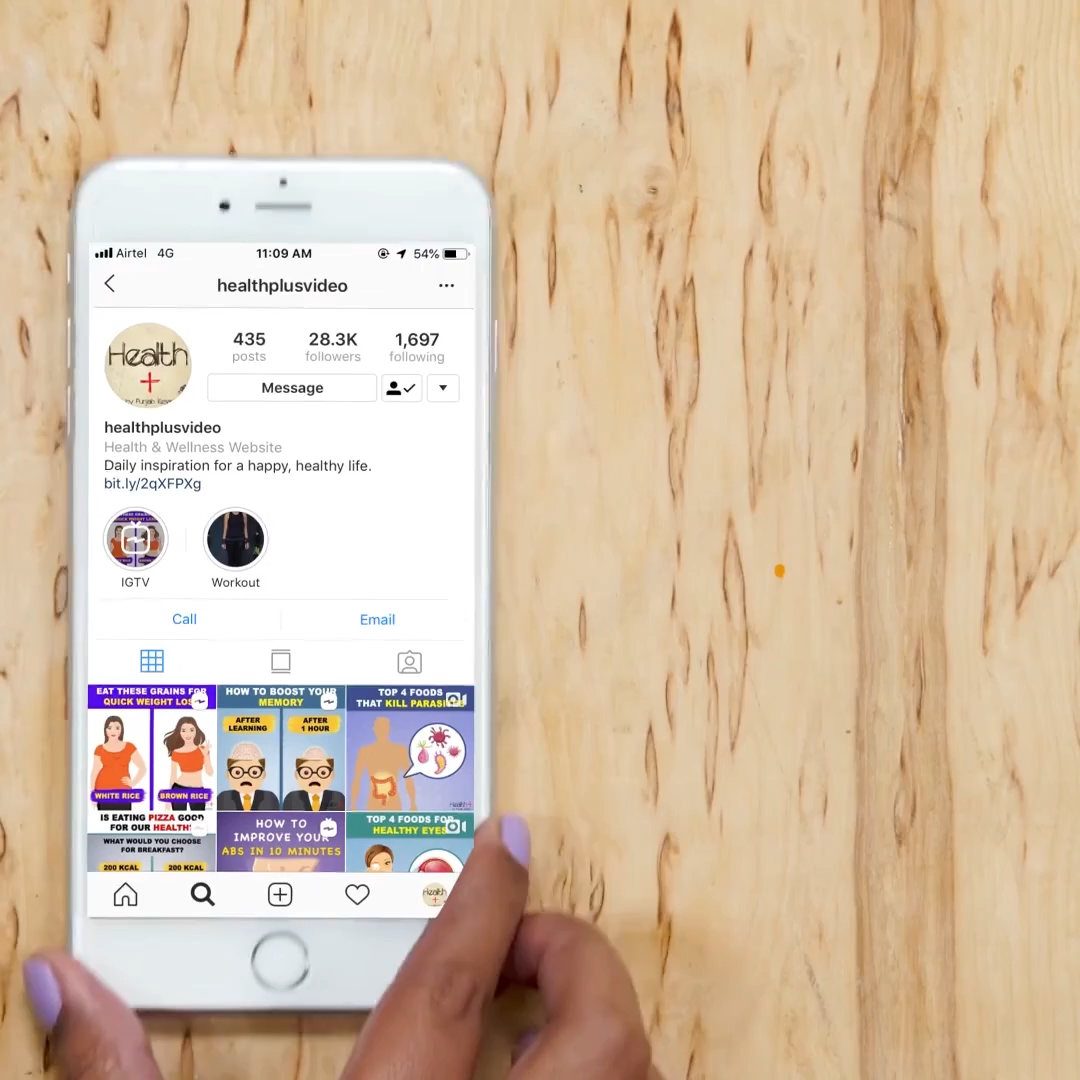 Airtel 4G 11:09 AM 54%
healthplusvideo
435 28.3K 1,697
posts followers following
Health
by Punjab Kesari
Message
healthplusvideo
Health & Wellness Website
Daily inspiration for a happy, healthy life.
bit.ly/2qXFPXg
IGTV Workout
Call Email
EAT THESE GRAINS FOR
QUICK WEIGHT LOSS
WHITE RICE BROWN RICE
HOW TO BOOST YOUR
MEMORY
AFTER
LEARNING
AFTER
1 HOUR
TOP 4 FOODS
THAT KILL PARASITES
IS EATING PIZZA GOOD
FOR OUR HEALTH?
WHAT WOULD YOU CHOOSE
FOR BREAKFAST?
200 KCAL 200 KCAL
HOW TO
IMPROVE YOUR
ABS IN 10 MINUTES
TOP 4 FOODS FOR
HEALTHY EYES
Health